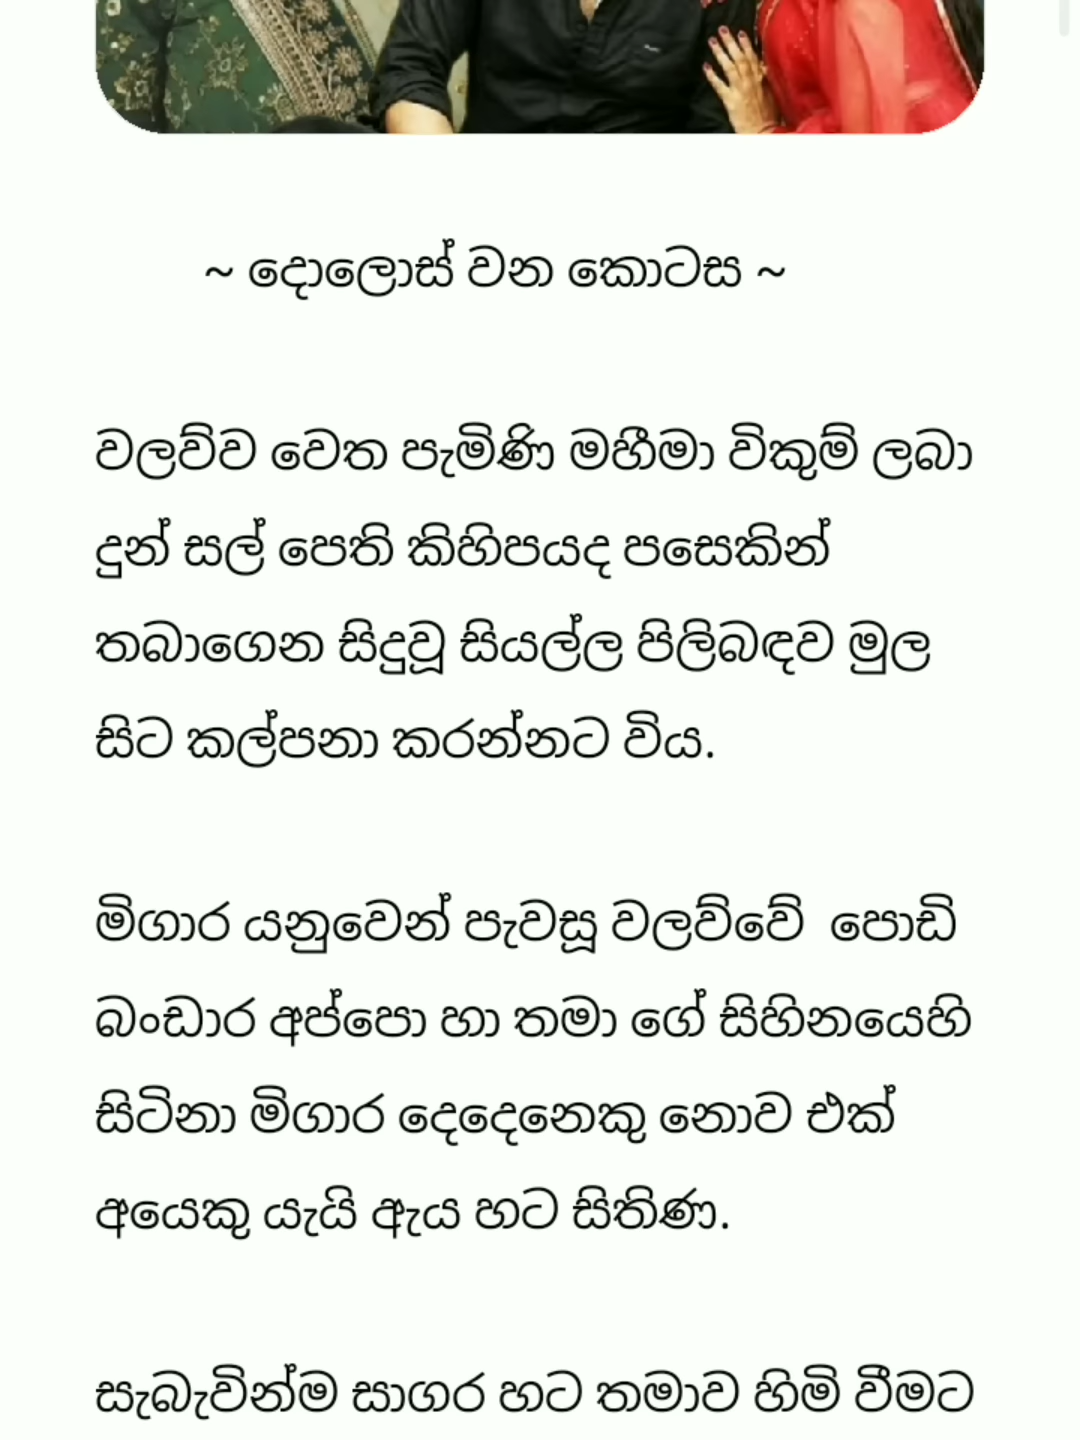 ~ දොලොස් වන කොටස ~
වලව්ව වෙත පැමිණි මහීමා විකුම් ලබා
දුන් සල් පෙති කිහිපයද පසෙකින්
තබාගෙන සිදුවූ සියල්ල පිලිබඳව මුල
සිට කල්පනා කරන්නට විය.
මිගාර යනුවෙන් පැවසූ වලව්වේ  පොඩි
බංඩාර අප්පො හා තමා ගේ සිහිනයෙහි
සිටිනා මිගාර දෙදෙනෙකු නොව එක්
අයෙකු යැයි ඇය හට සිතිණ.
සැබැවින්ම සාගර හට තමාව හිමි වීමට